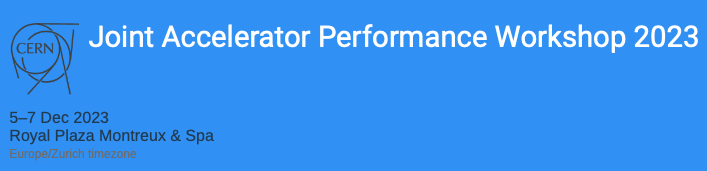 Joint Accelerator Performance Workshop 2023
CERN
5–7 Dec 2023
Royal Plaza Montreux & Spa
Europe/Zurich timezone